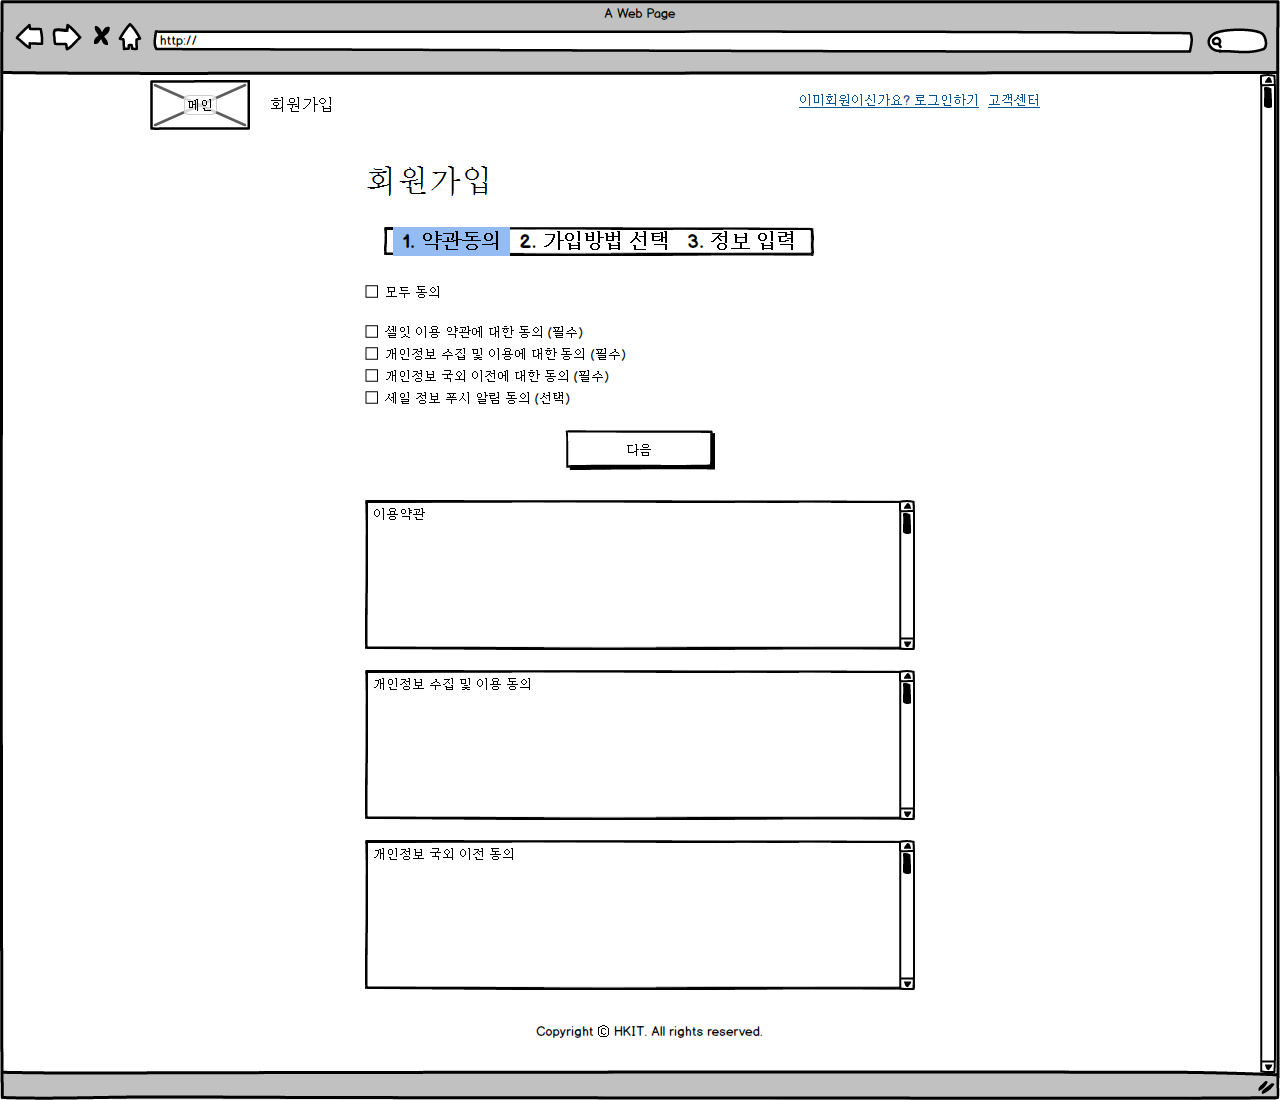 A Web Page
http://
메인
회원가입
이미회원이신가요? 로그인하기 고객센터
회원가입
1. 약관동의 2. 가입방법 선택 3. 정보 입력
모두 동의
셀잇 이용 약관에 대한 동의 (필수)
개인정보 수집 및 이용에 대한 동의 (필수)
개인정보 국외 이전에 대한 동의 (필수)
세일 정보 푸시 알림 동의 (선택)
다음
이용약관
개인정보 수집 및 이용 동의
개인정보 국외 이전 동의
Copyright ⓒ HKIT. All rights reserved.